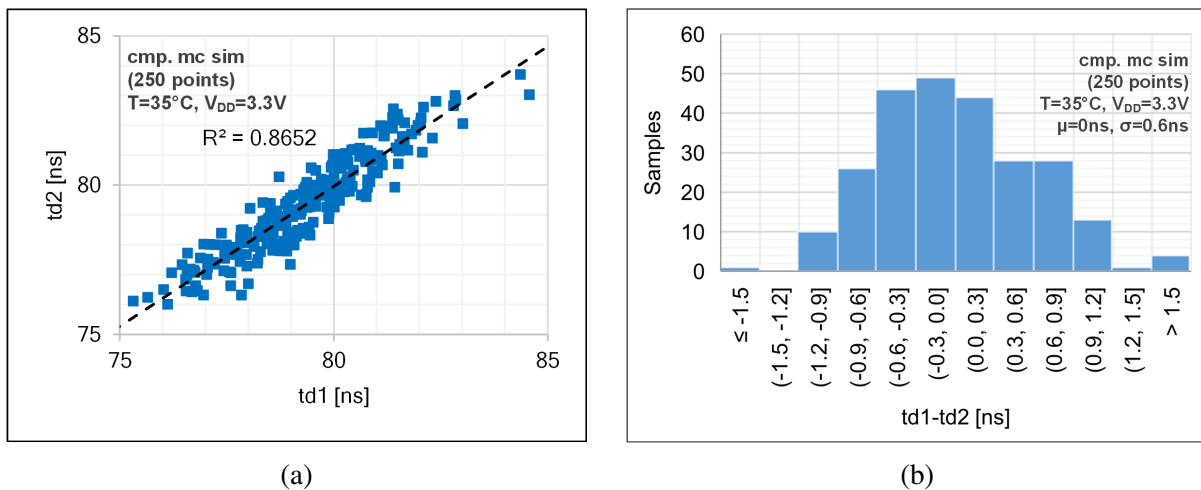 85
80
75
td2 [ns]
cmp. mc sim
(250 points)
T=35°C, VDD=3.3V
R² = 0.8652
75
80
85
td1 [ns]
(a)
60
50
40
30
20
10
0
Samples
cmp. mc sim
(250 points)
T=35°C, VDD=3.3V
µ=0ns, σ=0.6ns
≤ -1.5
(-1.5, -1.2]
(-1.2, -0.9]
(-0.9, -0.6]
(-0.6, -0.3]
(-0.3, 0.0]
(0.0, 0.3]
(0.3, 0.6]
(0.6, 0.9]
(0.9, 1.2]
(1.2, 1.5]
> 1.5
td1-td2 [ns]
(b)